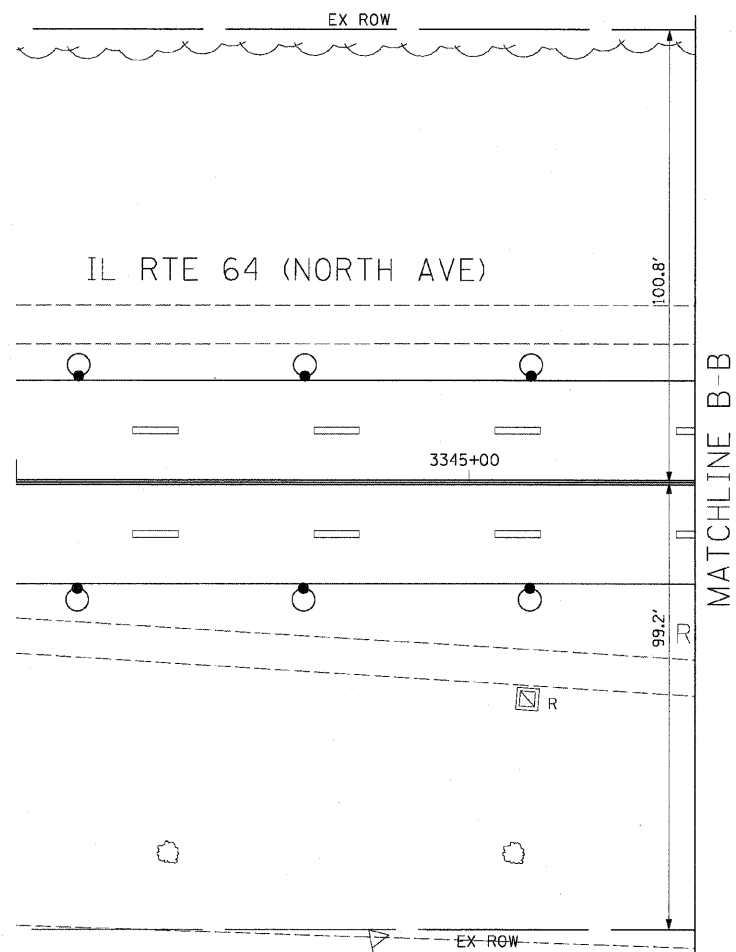 EX ROW
IL RTE 64 (NORTH AVE)
100.8'
MATCHLINE B-B
3345+00
99.2'
R
R
EX ROW